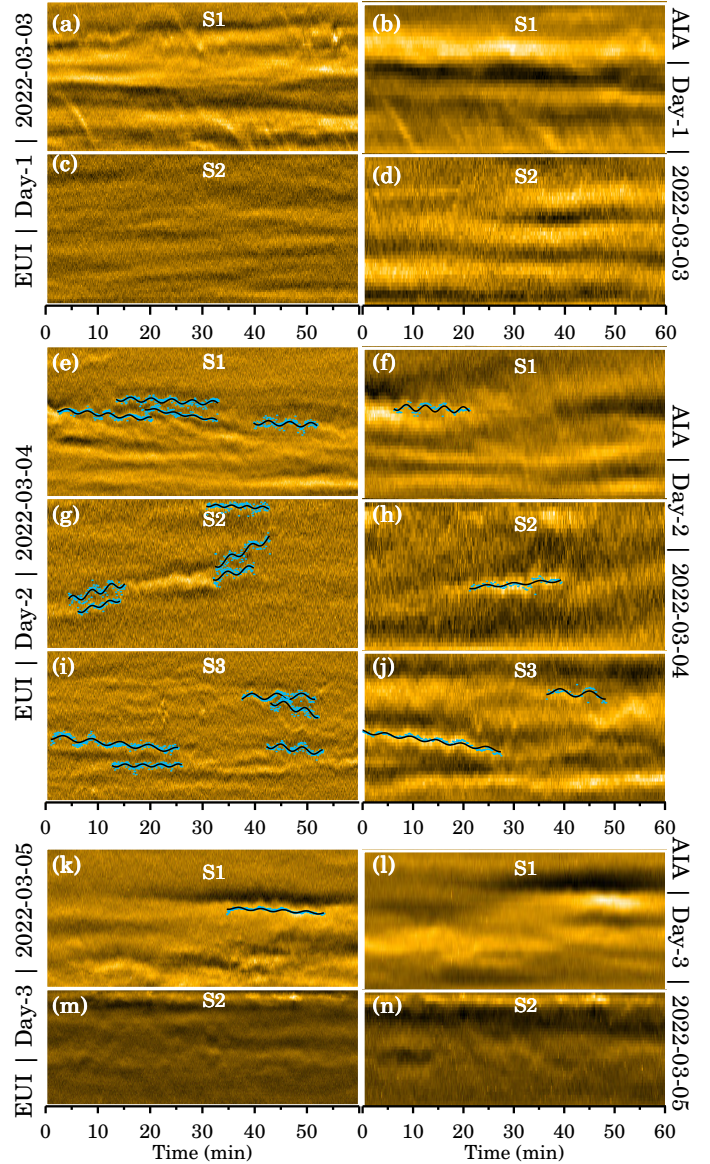 EUI | Day-1 | 2022-03-03
(a) S1
(b) S1
(c) S2
(d) S2
AIA | Day-1 | 2022-03-03
0 10 20 30 40 50
0 10 20 30 40 50 60
EUI | Day-2 | 2022-03-04
(e) S1
(f) S1
(g) S2
(h) S2
(i) S3
(j) S3
AIA | Day-2 | 2022-03-04
0 10 20 30 40 50
0 10 20 30 40 50 60
EUI | Day-3 | 2022-03-05
(k) S1
(l) S1
(m) S2
(n) S2
AIA | Day-3 | 2022-03-05
0 10 20 30 40 50
0 10 20 30 40 50 60
Time (min)
Time (min)